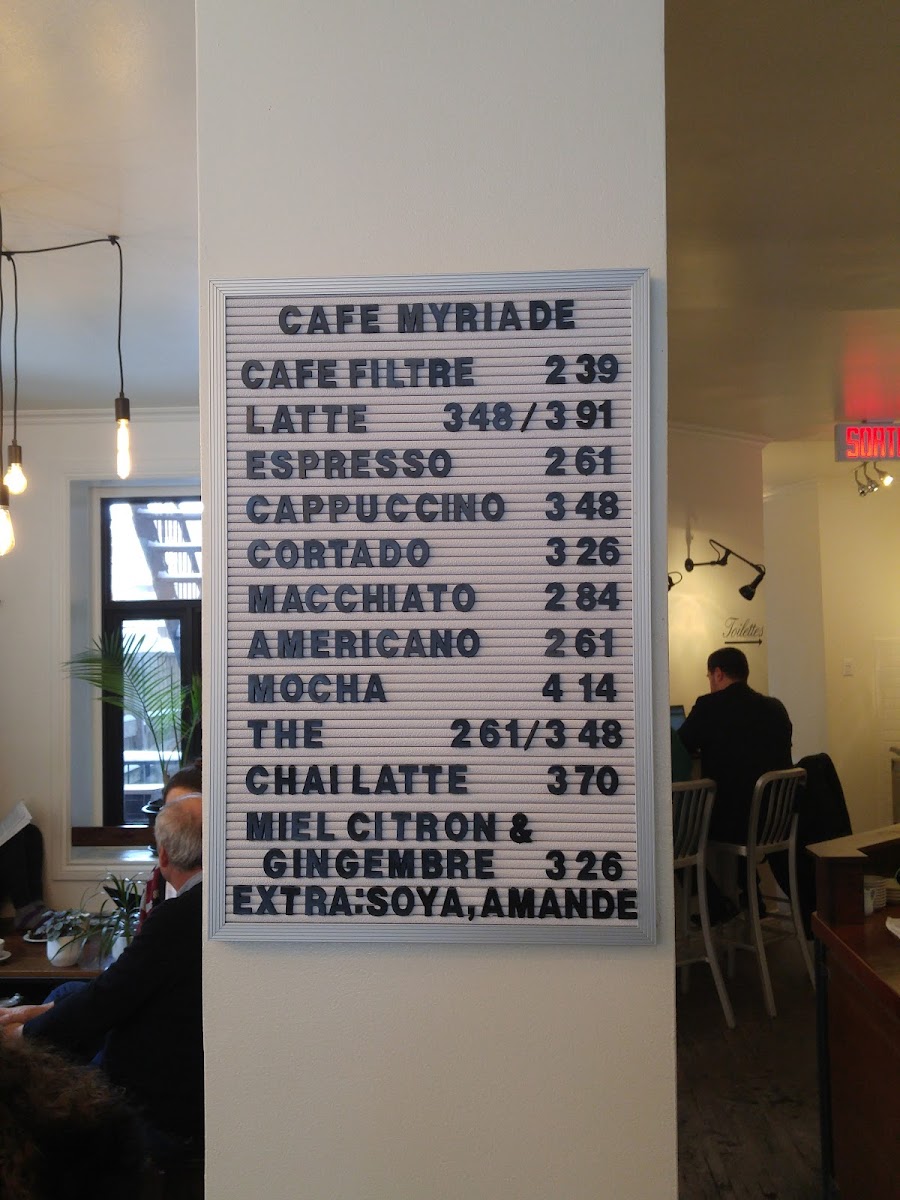 CAFE MYRIADE
CAFE FILTRE 2 39
LATTE 3 48 / 3 91
ESPRESSO 2 61
CAPPUCCINO 3 48
CORTADO 3 26
MACCHIATO 2 84
AMERICANO 2 61
MOCHA 4 14
THE 2 61/3 48
CHAI LATTE 3 70
MIEL CITRON &
GINGEMBRE 3 26
EXTRA:SOYA,AMANDE
SORTI
Toilettes